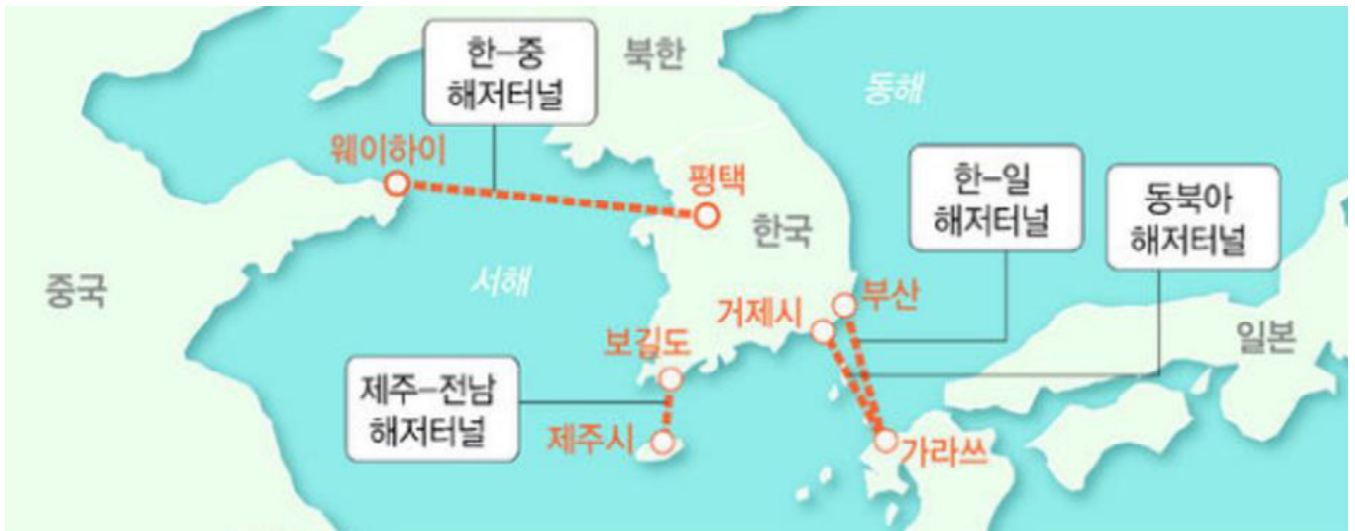 한-중
해저터널
북한
동해
웨이하이
평택
한-일
해저터널
동북아
해저터널
한국
중국
서해
거제시
부산
일본
보길도
제주-전남
해저터널
제주시
가라쓰